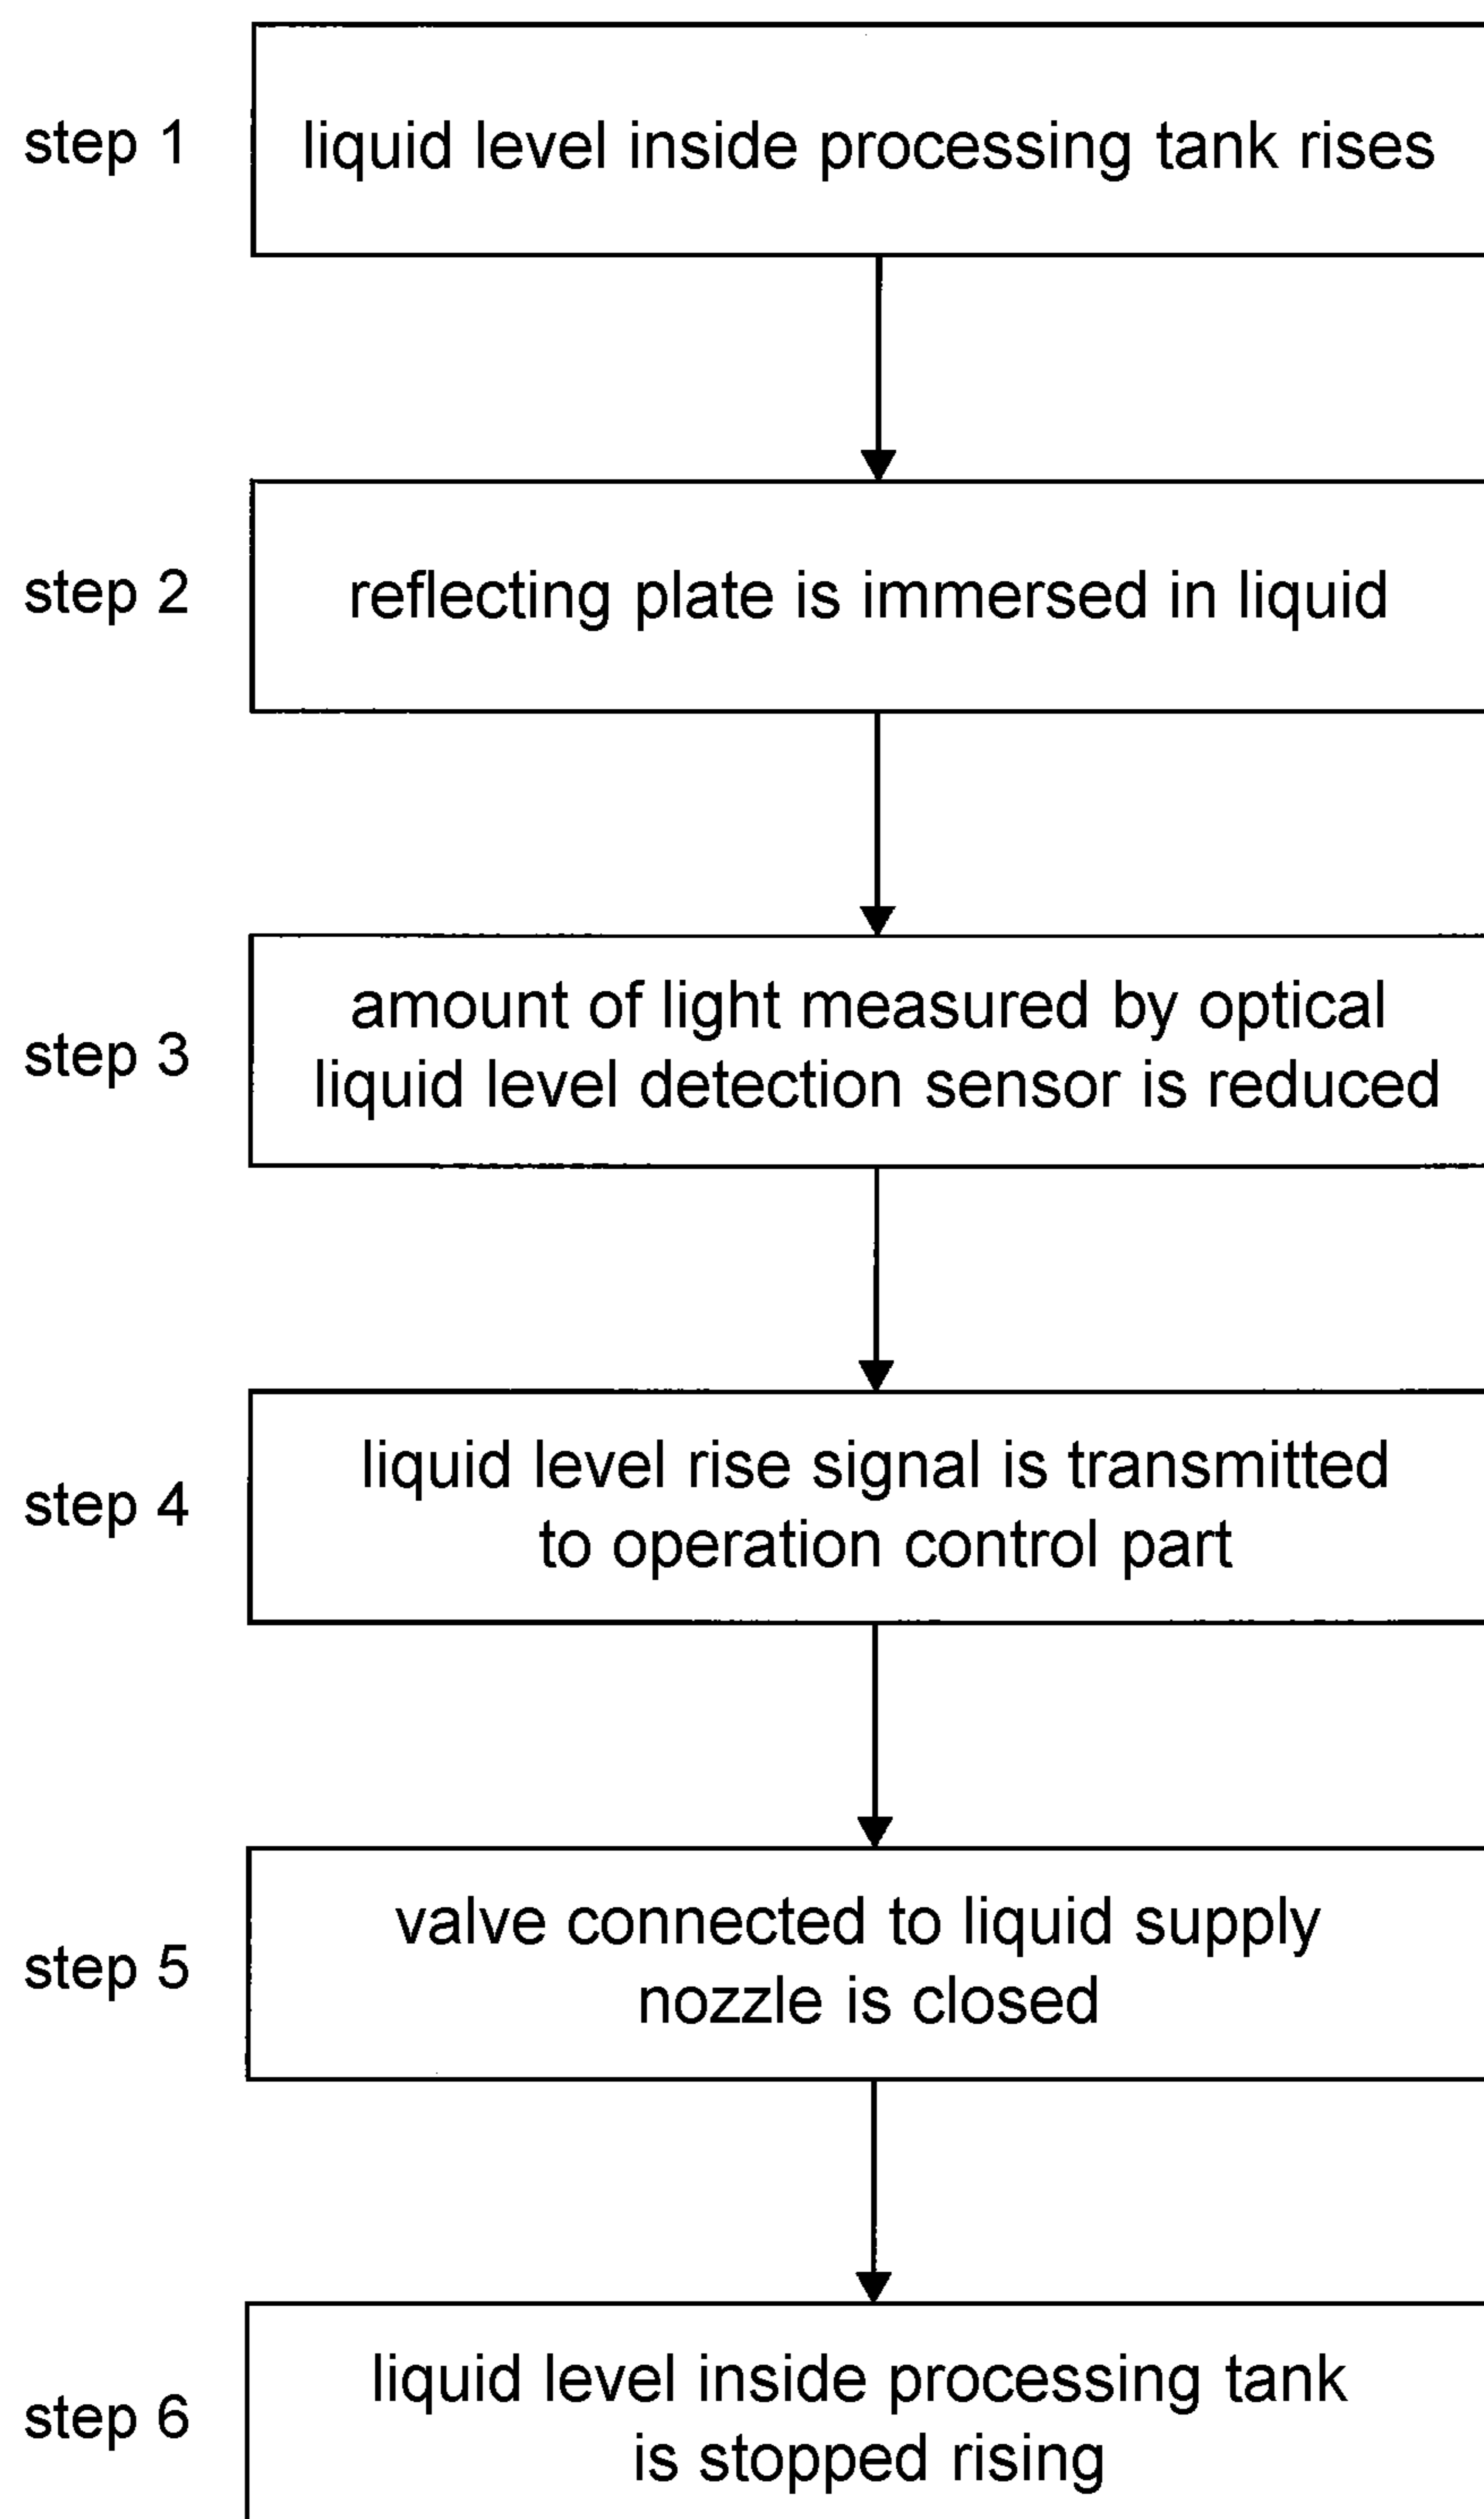 step 1
liquid level inside processing tank rises
step 2
reflecting plate is immersed in liquid
step 3
amount of light measured by optical
liquid level detection sensor is reduced
step 4
liquid level rise signal is transmitted
to operation control part
step 5
valve connected to liquid supply
nozzle is closed
step 6
liquid level inside processing tank
is stopped rising